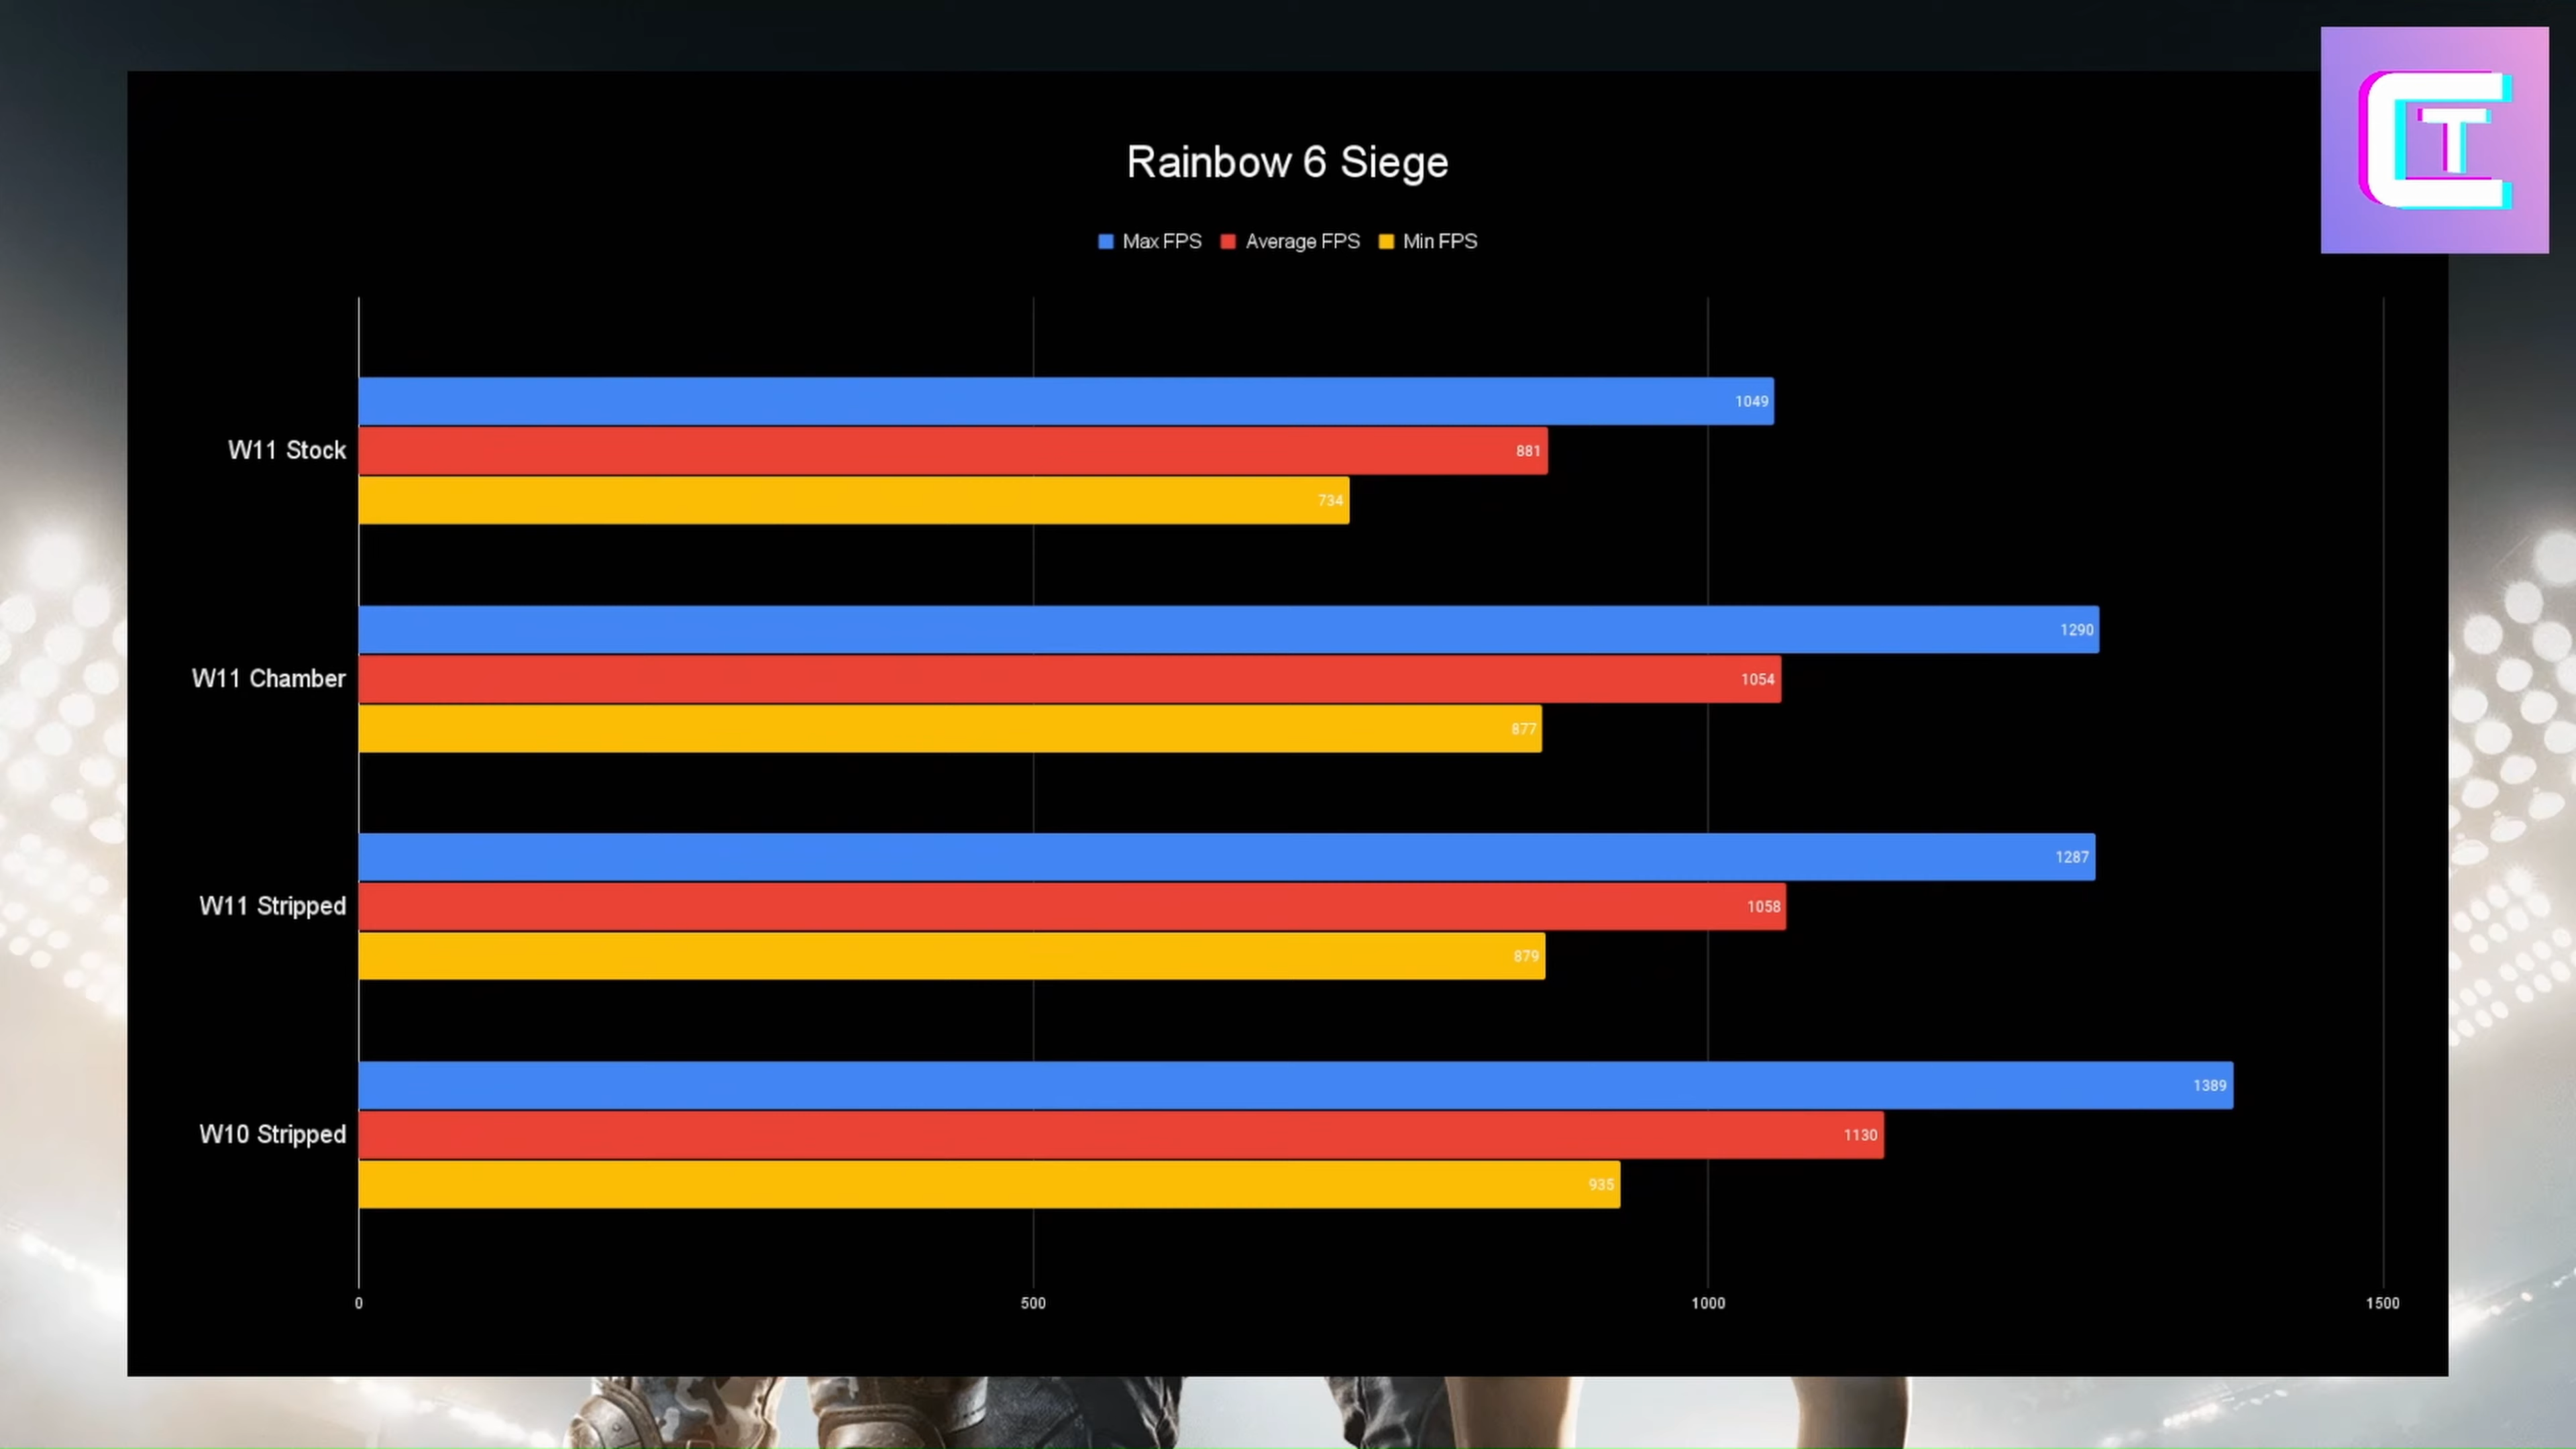 CT
Rainbow 6 Siege
Max FPS Average FPS Min FPS
1049
W11 Stock 881
734
1290
W11 Chamber 1054
877
1287
W11 Stripped 1058
879
1389
W10 Stripped 1130
935
0 500 1000 1500